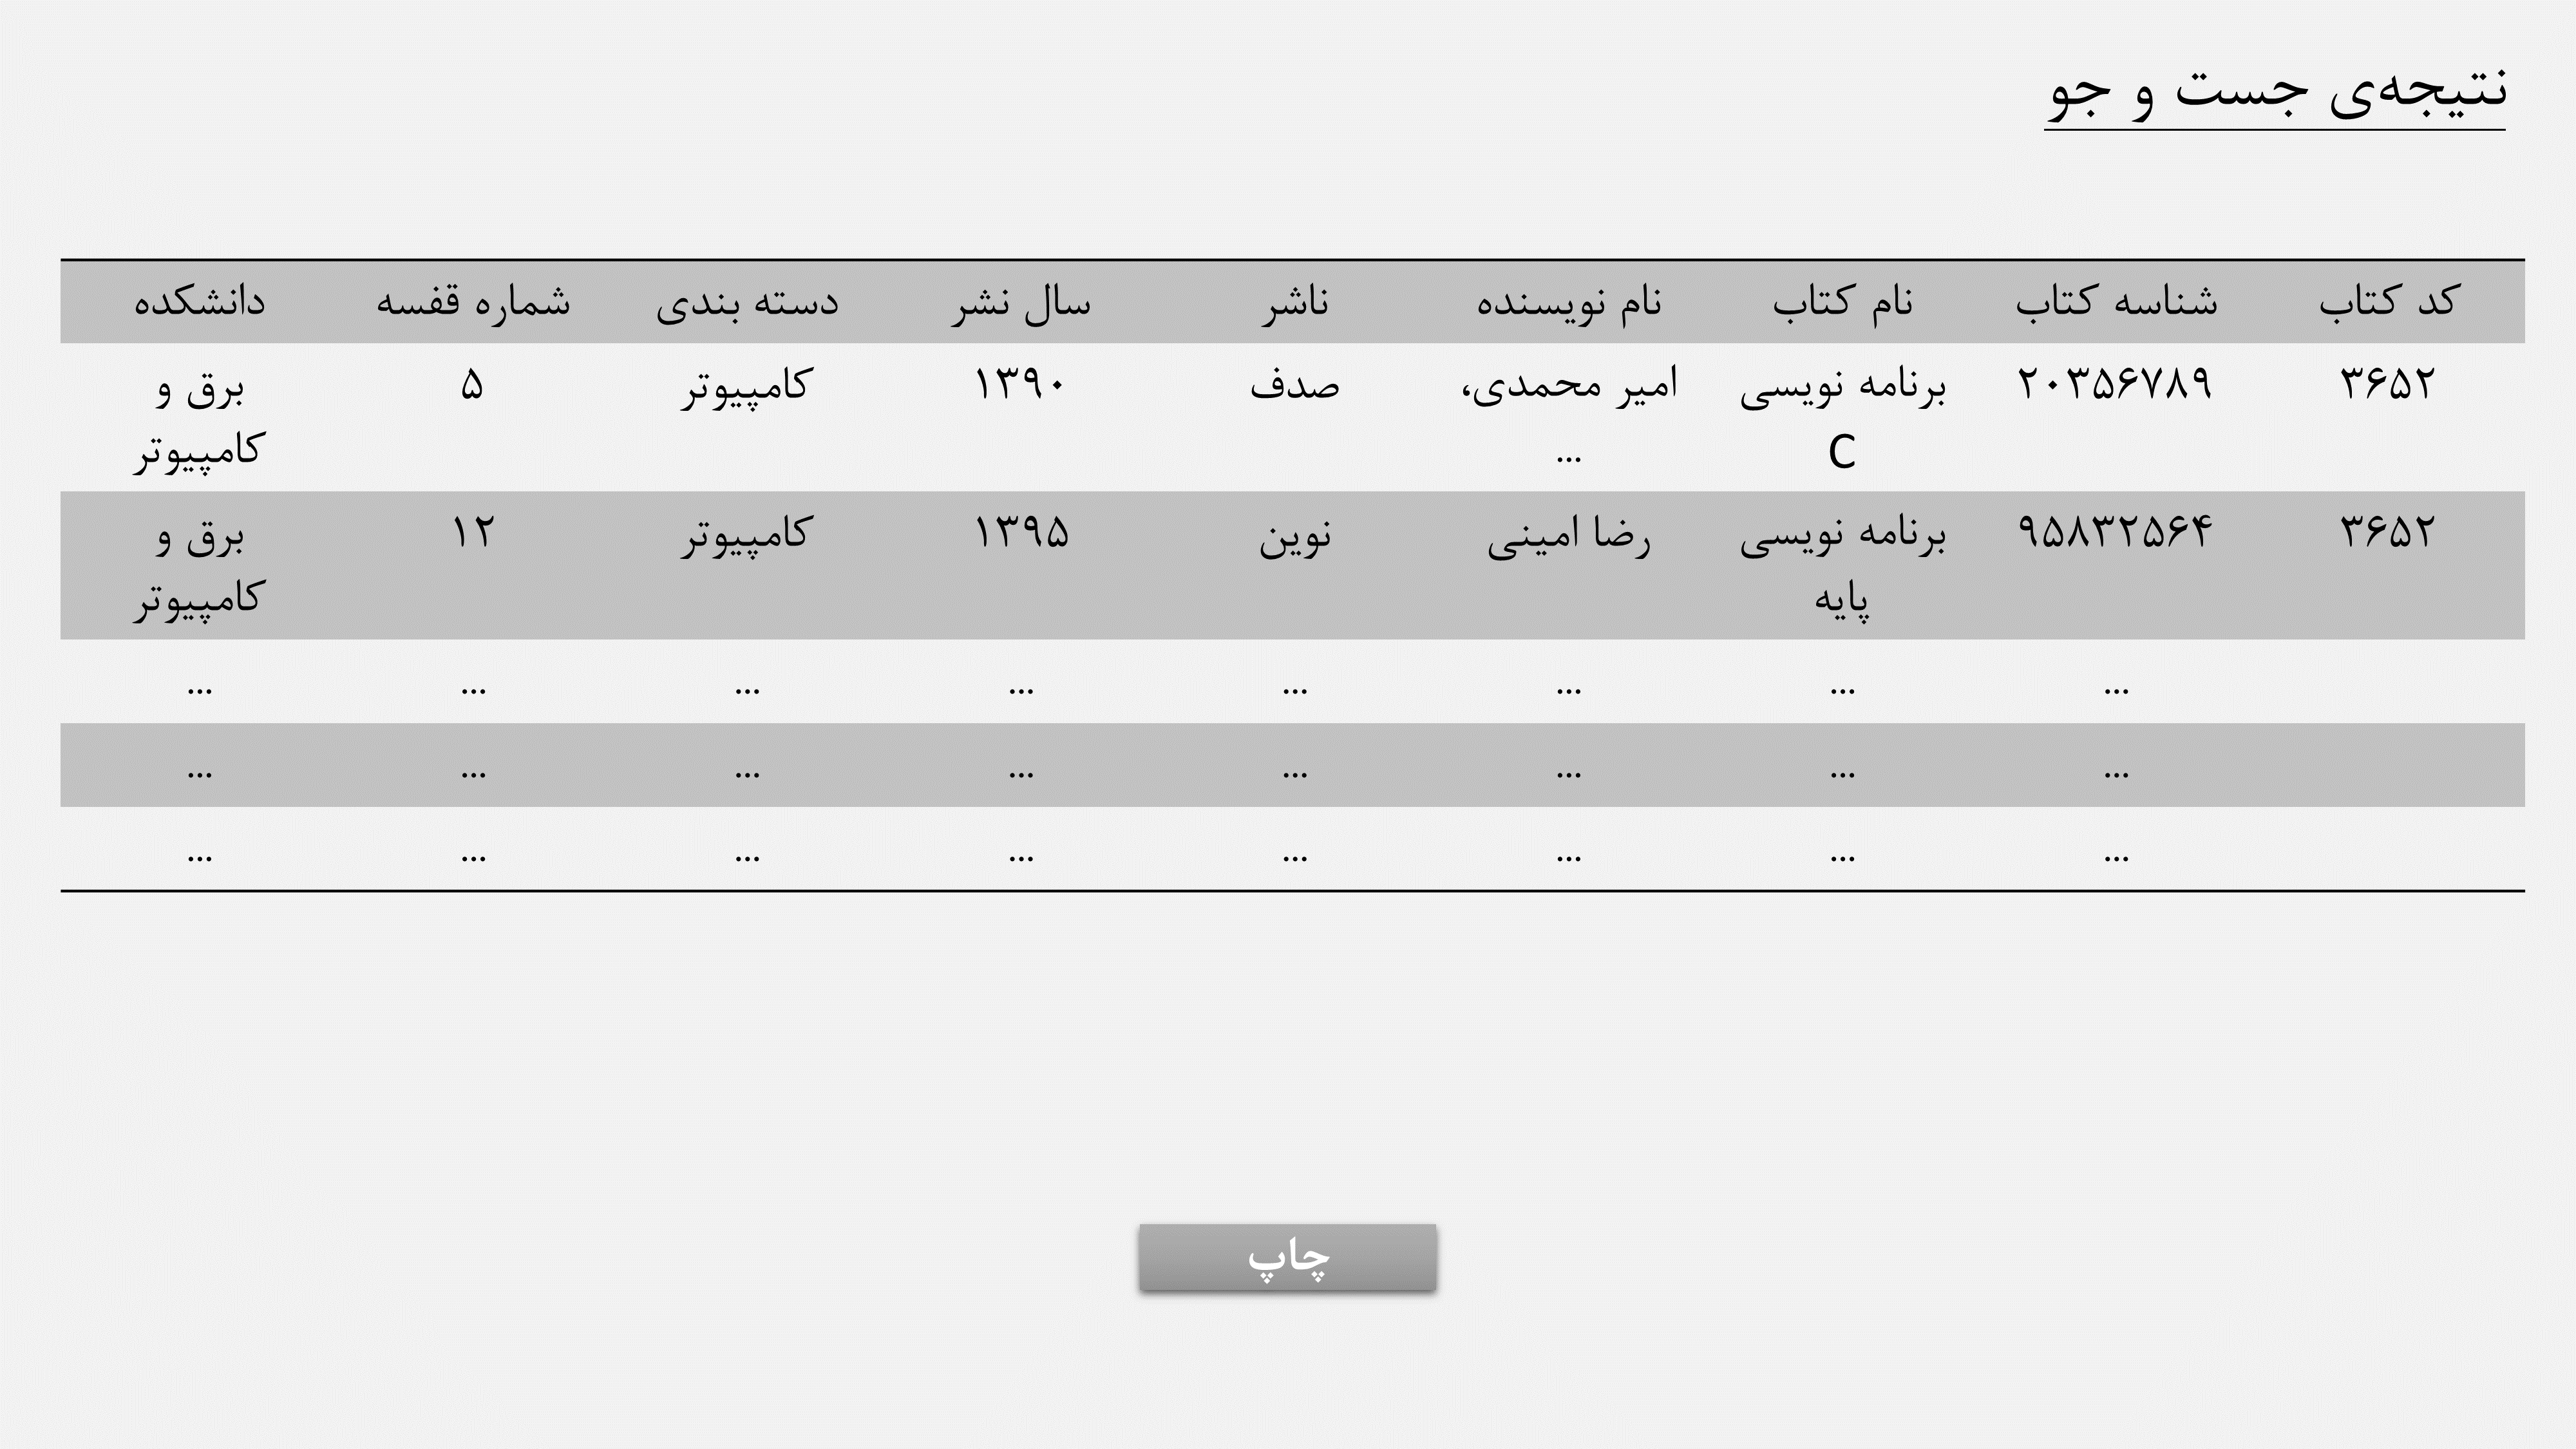 نتیجه‌ی جست و جو
کد کتاب شناسه کتاب نام کتاب نام نویسنده ناشر سال نشر دسته بندی شماره قفسه دانشکده
۳۶۵۲ ۲۰۳۵۶۷۸۹ برنامه نویسی امیر محمدی، صدف ۱۳۹۰ کامپیوتر ۵ برق و
C ... کامپیوتر
۳۶۵۲ ۹۵۸۳۲۵۶۴ برنامه نویسی رضا امینی نوین ۱۳۹۵ کامپیوتر ۱۲ برق و
پایه کامپیوتر
... ... ... ... ... ... ... ...
... ... ... ... ... ... ... ...
... ... ... ... ... ... ... ...
چاپ